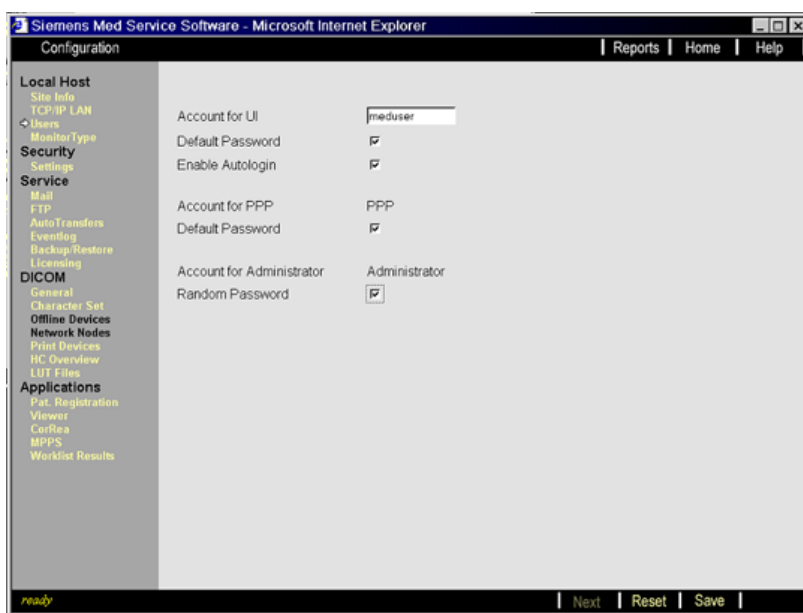 Siemens Med Service Software - Microsoft Internet Explorer
Configuration
Reports
Home
Help
Local Host
Site Info
TCP/IP LAN
Users
MonitorType
Security
Settings
Service
Mail
FTP
AutoTransfers
Eventlog
Backup/Restore
Licensing
DICOM
General
Character Set
Offline Devices
Network Nodes
Print Devices
HC Overview
LUT Files
Applications
Pat. Registration
Viewer
CorRea
MPPS
Worklist Results
Account for UI
meduser
Default Password
Enable Autologin
Account for PPP
PPP
Default Password
Account for Administrator
Administrator
Random Password
ready
Next
Reset
Save